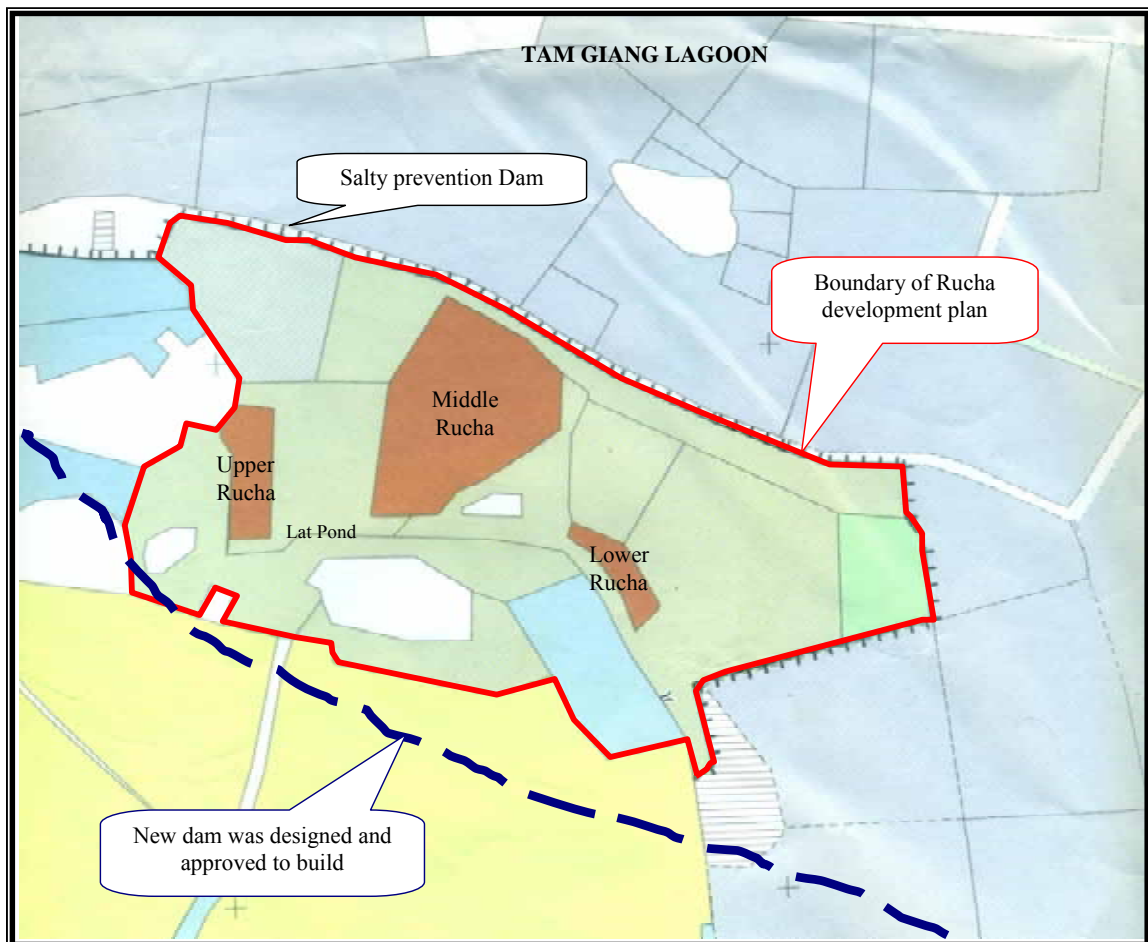 TAM GIANG LAGOON
Salty prevention Dam
Boundary of Rucha
development plan
Middle
Rucha
Upper
Rucha
Lat Pond
Lower
Rucha
New dam was designed and
approved to build